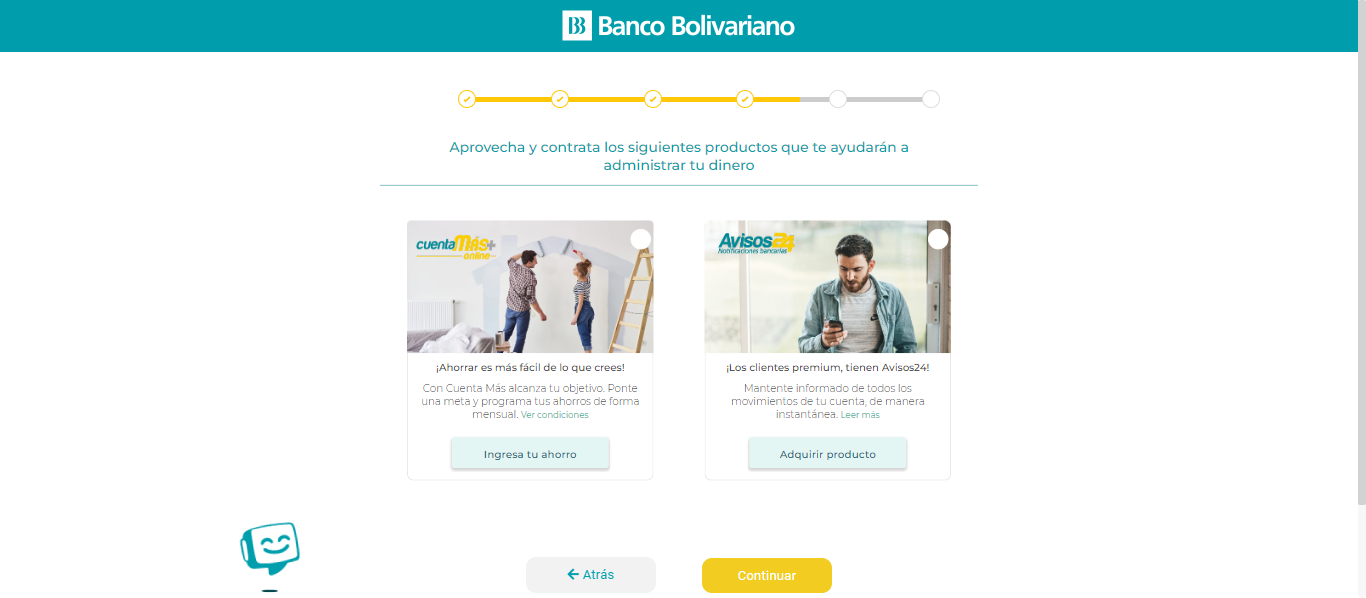 Banco Bolivariano
Aprovecha y contrata los siguientes productos que te ayudarán a
administrar tu dinero
cuentaMás+
online
Avisos24
Notificaciones bancarias
¡Ahorrar es más fácil de lo que crees!
Con Cuenta Más alcanza tu objetivo. Ponte
una meta y programa tus ahorros de forma
mensual. Ver condiciones
Ingresa tu ahorro
¡Los clientes premium, tienen Avisos24!
Mantente informado de todos los
movimientos de tu cuenta, de manera
instantánea. Leer más
Adquirir producto
Atrás
Continuar